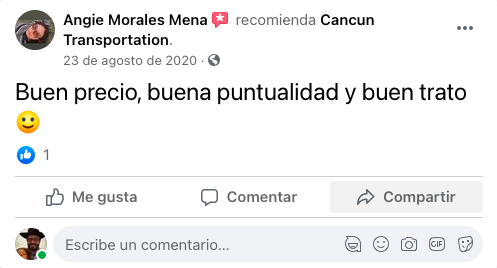 Angie Morales Mena recomienda Cancun
Transportation.
23 de agosto de 2020 ·
Buen precio, buena puntualidad y buen trato
🙂
1
Me gusta Comentar Compartir
Escribe un comentario... GIF